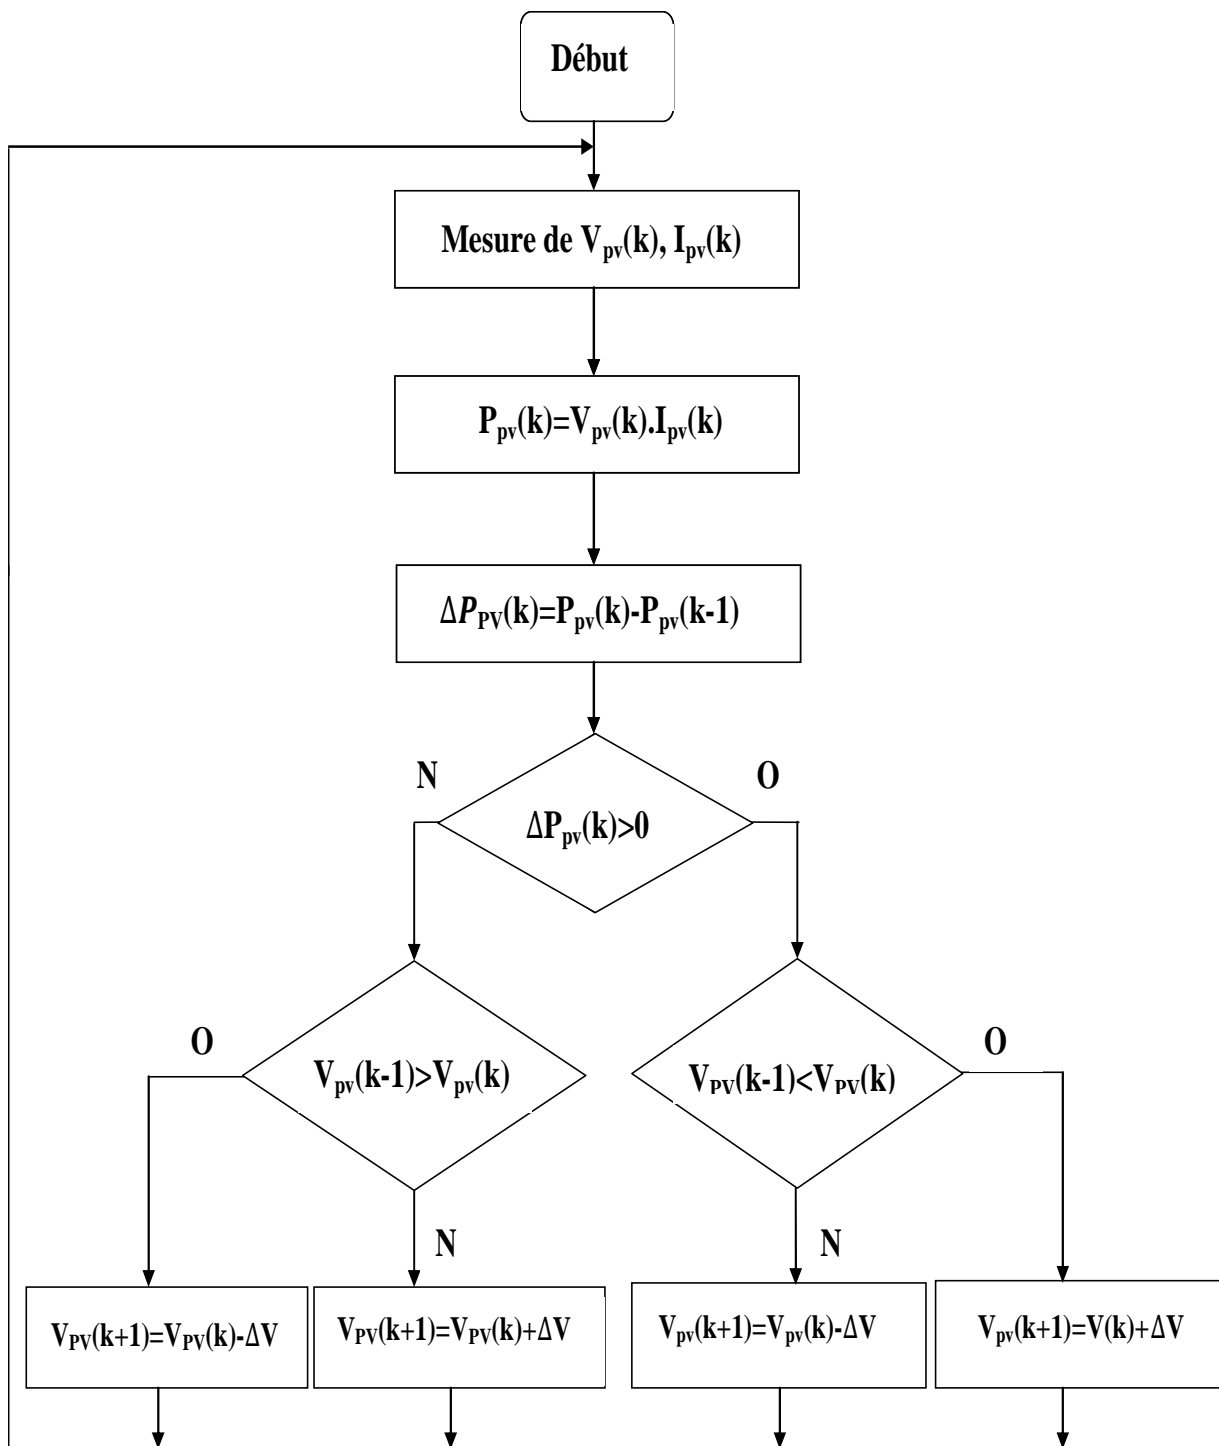 Début
Mesure de Vpv(k), Ipv(k)
Ppv(k)=Vpv(k).Ipv(k)
ΔPPV(k)=Ppv(k)-Ppv(k-1)
N
O
ΔPpv(k)>0
O
O
Vpv(k-1)>Vpv(k)
VPV(k-1)<VPV(k)
N
N
VPV(k+1)=VPV(k)-ΔV
VPV(k+1)=VPV(k)+ΔV
Vpv(k+1)=Vpv(k)-ΔV
Vpv(k+1)=V(k)+ΔV